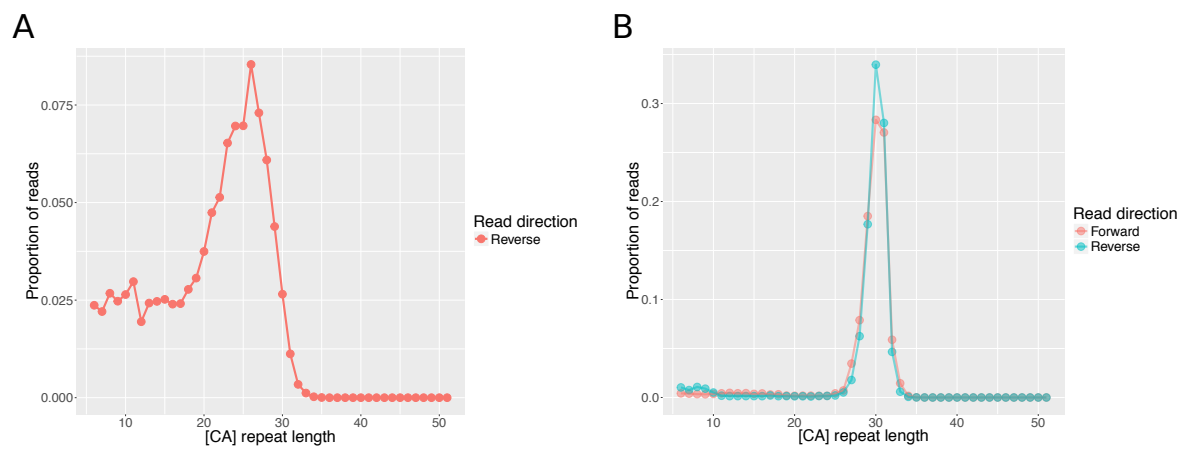 A
Proportion of reads
0.075
0.050
0.025
0.000
10 20 30 40 50
[CA] repeat length
Read direction
Reverse
B
Proportion of reads
0.3
0.2
0.1
0.0
10 20 30 40 50
[CA] repeat length
Read direction
Forward
Reverse